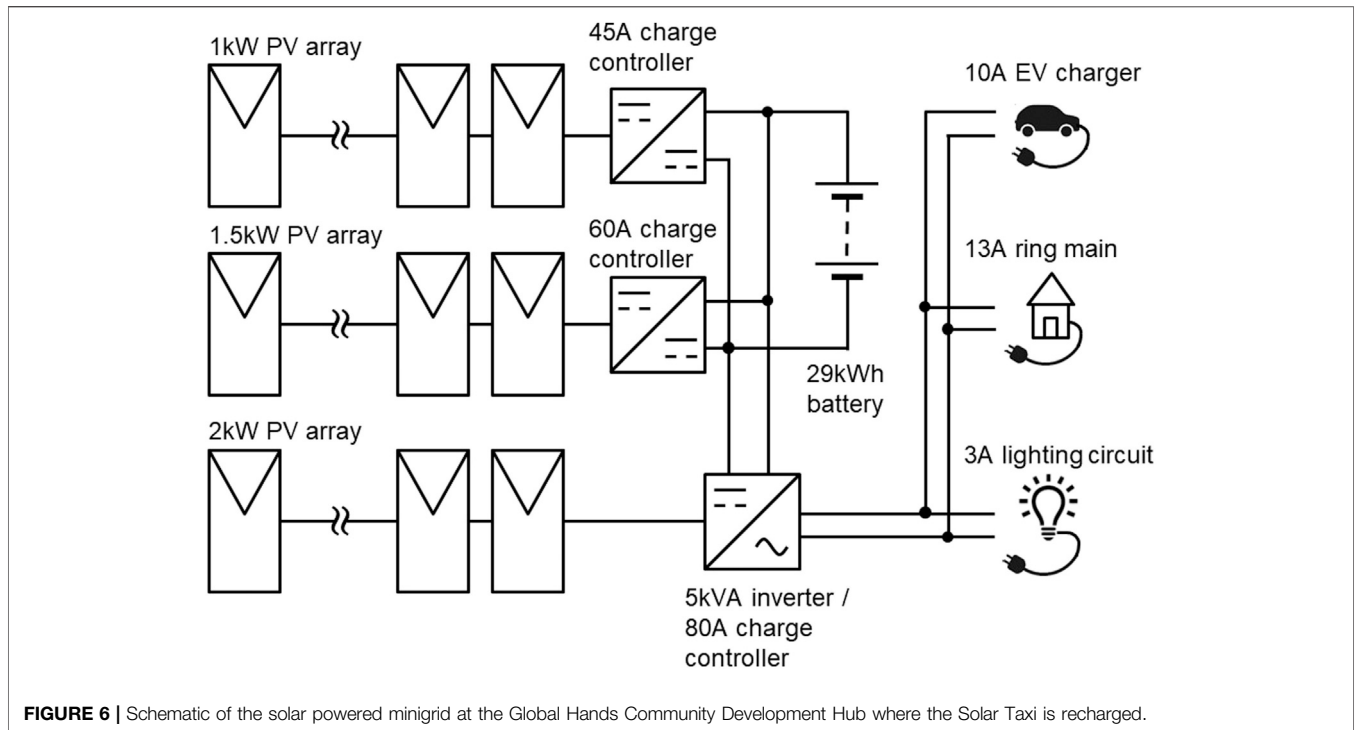 1kW PV array
45A charge
controller
10A EV charger
1.5kW PV array
60A charge
controller
13A ring main
29kWh
battery
2kW PV array
3A lighting circuit
5kVA inverter /
80A charge
controller
FIGURE 6 | Schematic of the solar powered minigrid at the Global Hands Community Development Hub where the Solar Taxi is recharged.